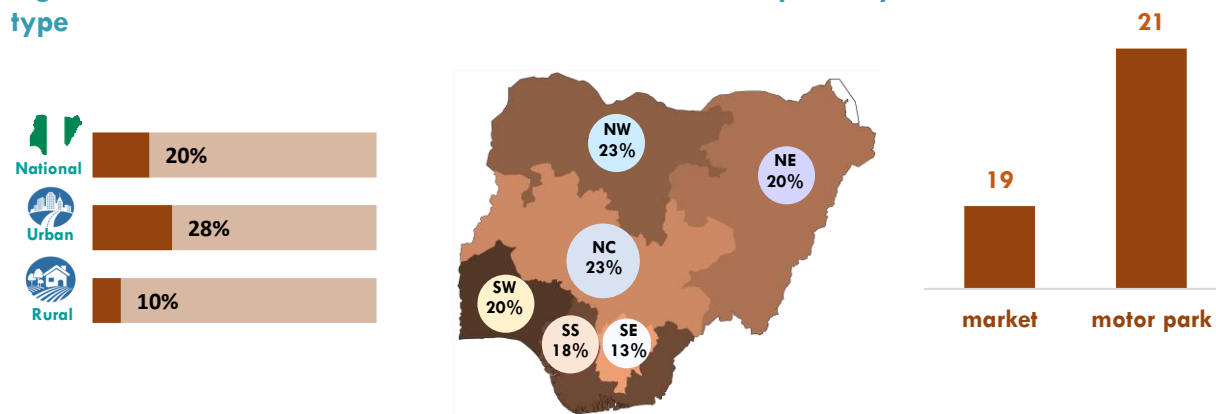 type
National
20%
Urban
28%
Rural
10%
NW
23%
NE
20%
NC
23%
SW
20%
SS
18%
SE
13%
19
21
market
motor park